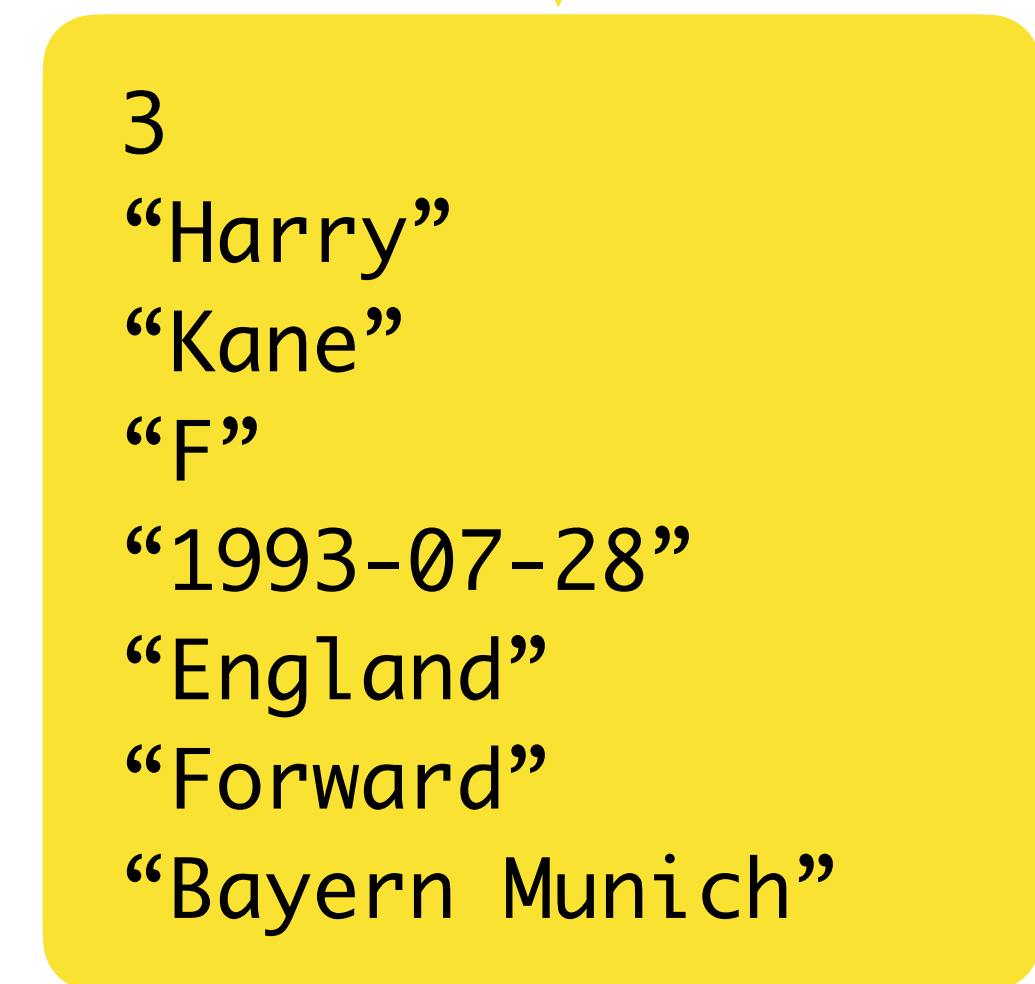 3
“Harry”
“Kane”
“F”
“1993-07-28”
“England”
“Forward”
“Bayern Munich”